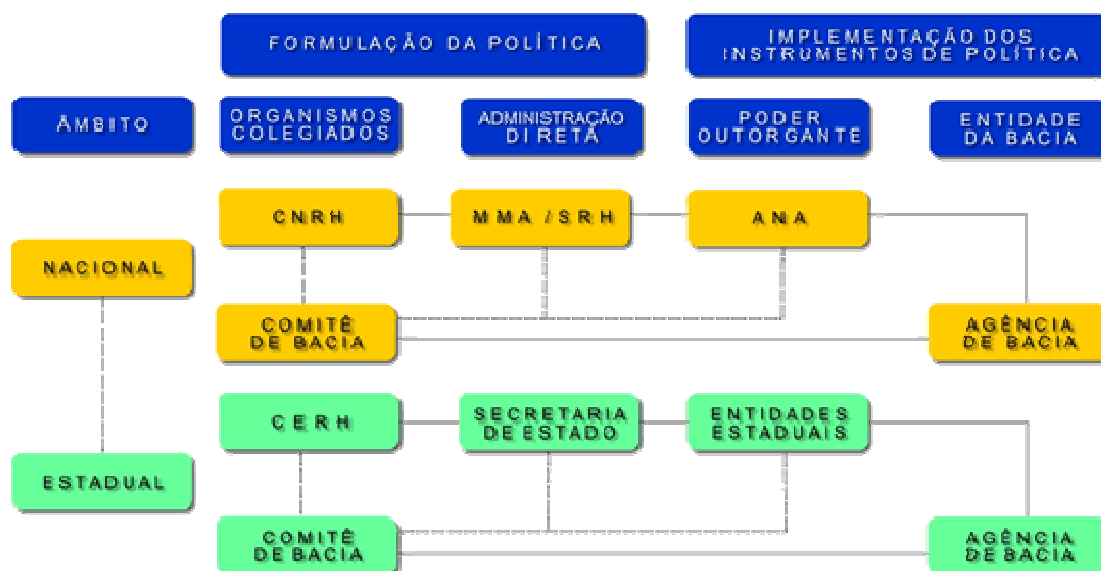 FORMULAÇÃO DA POLÍTICA
IMPLEMENTAÇÃO DOS
INSTRUMENTOS DE POLÍTICA
ÂMBITO
ORGANISMOS
COLEGIADOS
ADMINISTRAÇÃO
DIRETA
PODER
OUTORGANTE
ENTIDADE
DA BACIA
CNRH
MMA / SRH
ANA
NACIONAL
COMITÊ
DE BACIA
AGÊNCIA
DE BACIA
CERH
SECRETARIA
DE ESTADO
ENTIDADES
ESTADUAIS
ESTADUAL
COMITÊ
DE BACIA
AGÊNCIA
DE BACIA